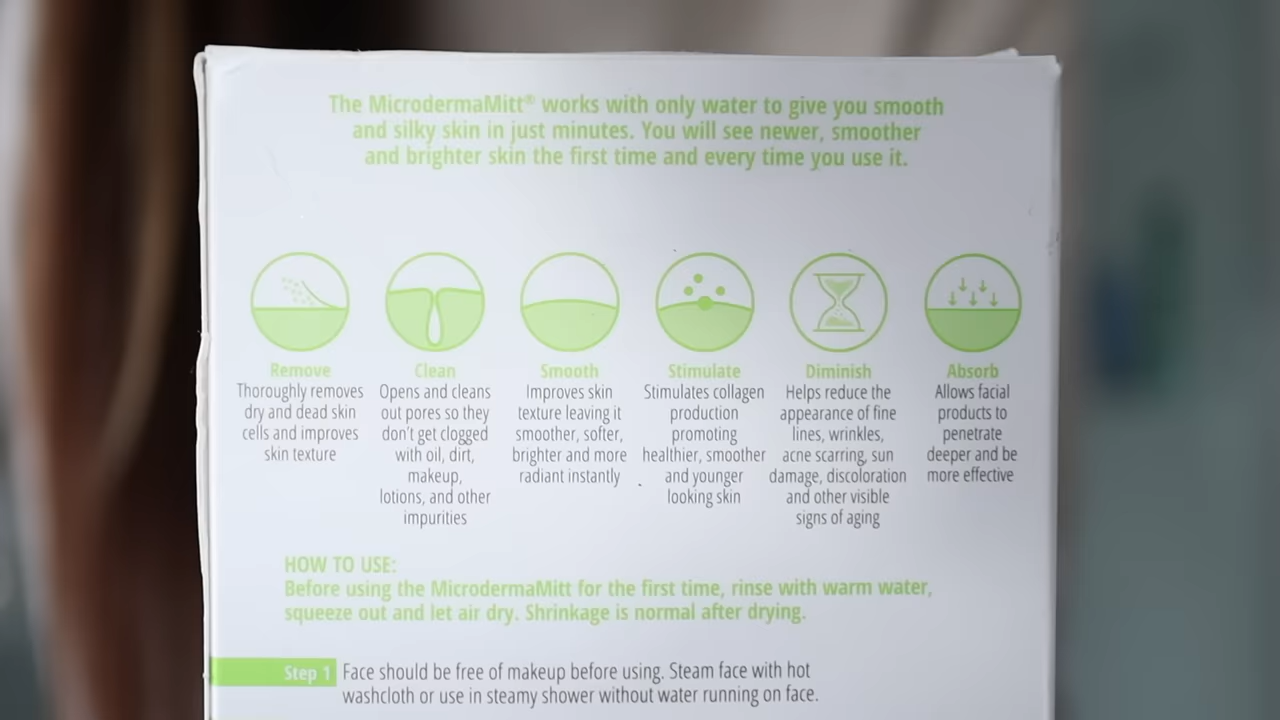 The MicrodermaMitt® works with only water to give you smooth
and silky skin in just minutes. You will see newer, smoother
and brighter skin the first time and every time you use it.
Remove
Thoroughly removes
dry and dead skin
cells and improves
skin texture
Clean
Opens and cleans
out pores so they
don't get clogged
with oil, dirt,
makeup,
lotions, and other
impurities
Smooth
Improves skin
texture leaving it
smoother, softer,
brighter and more
radiant instantly
Stimulate
Stimulates collagen
production
promoting
healthier, smoother
and younger
looking skin
Diminish
Helps reduce the
appearance of fine
lines, wrinkles,
acne scarring, sun
damage, discoloration
and other visible
signs of aging
Absorb
Allows facial
products to
penetrate
deeper and be
more effective
HOW TO USE:
Before using the MicrodermaMitt for the first time, rinse with warm water,
squeeze out and let air dry. Shrinkage is normal after drying.
Step 1 Face should be free of makeup before using. Steam face with hot
washcloth or use in steamy shower without water running on face.